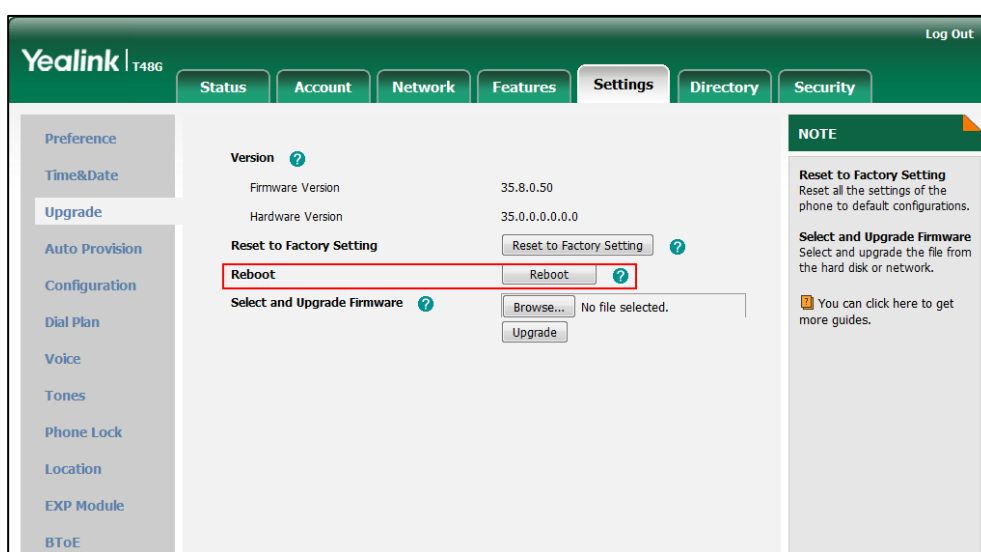 Log Out
Yealink | T48G
Status Account Network Features Settings Directory Security
Preference
Time&Date
Upgrade
Auto Provision
Configuration
Dial Plan
Voice
Tones
Phone Lock
Location
EXP Module
BToE
Version ?
Firmware Version 35.8.0.50
Hardware Version 35.0.0.0.0.0.0
Reset to Factory Setting Reset to Factory Setting ?
Reboot Reboot ?
Select and Upgrade Firmware ? Browse... No file selected.
Upgrade
NOTE
Reset to Factory Setting
Reset all the settings of the
phone to default configurations.
Select and Upgrade Firmware
Select and upgrade the file from
the hard disk or network.
? You can click here to get
more guides.